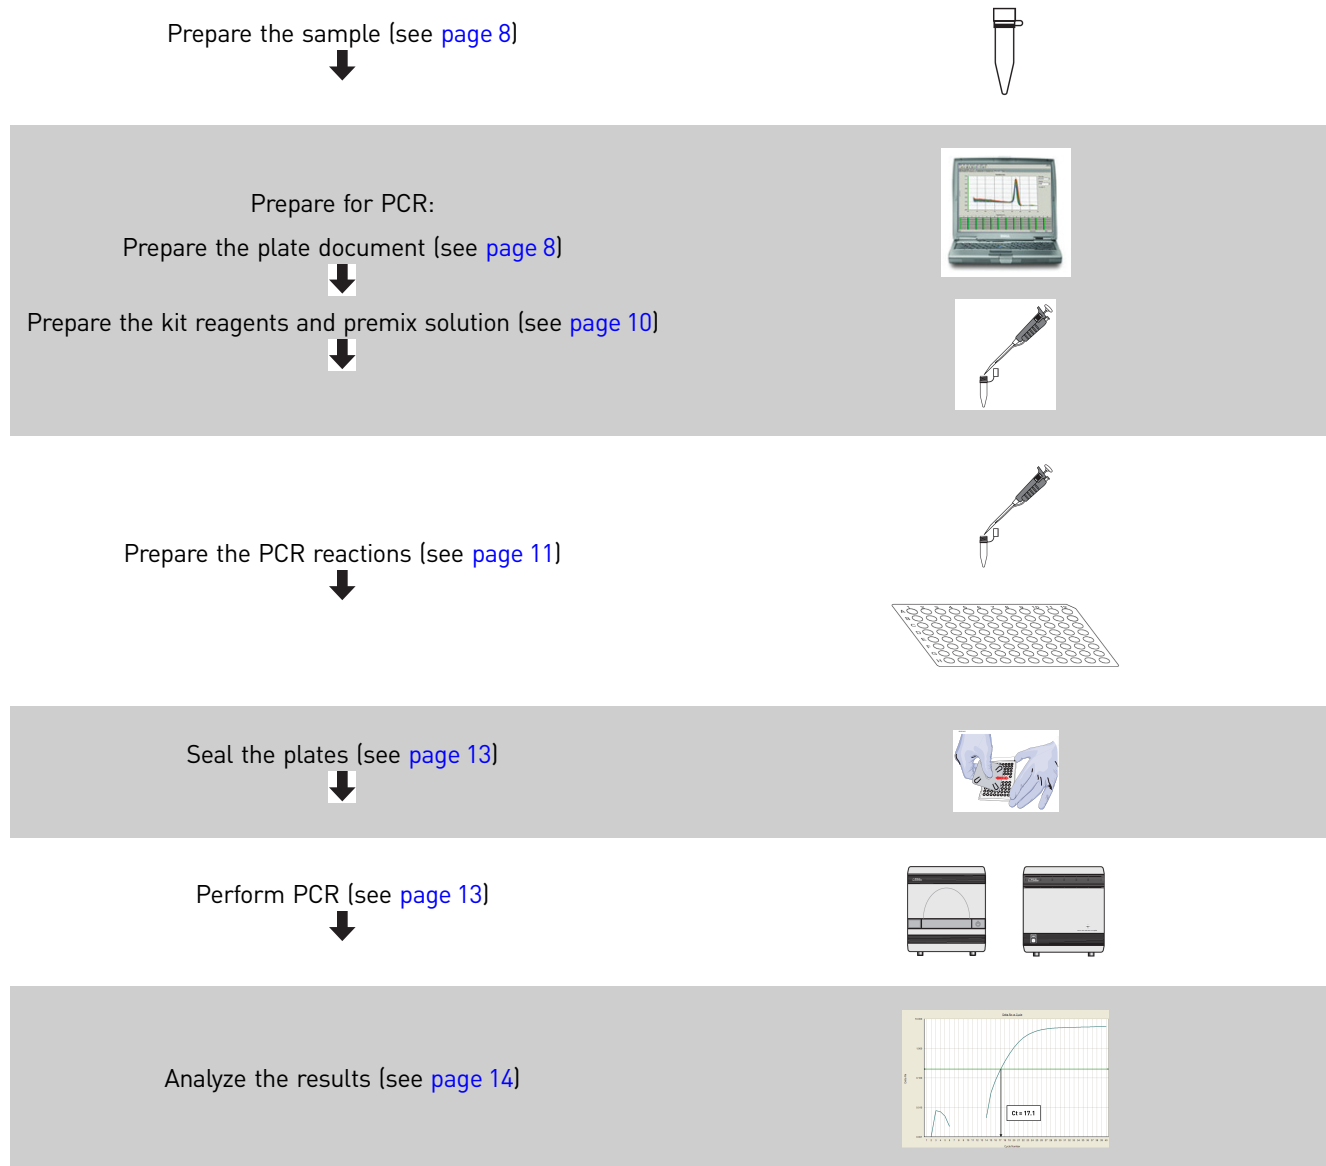 Prepare the sample (see page 8)
Prepare for PCR:
Prepare the plate document (see page 8)
Prepare the kit reagents and premix solution (see page 10)
Prepare the PCR reactions (see page 11)
Seal the plates (see page 13)
Perform PCR (see page 13)
Analyze the results (see page 14)
Ct = 17.1